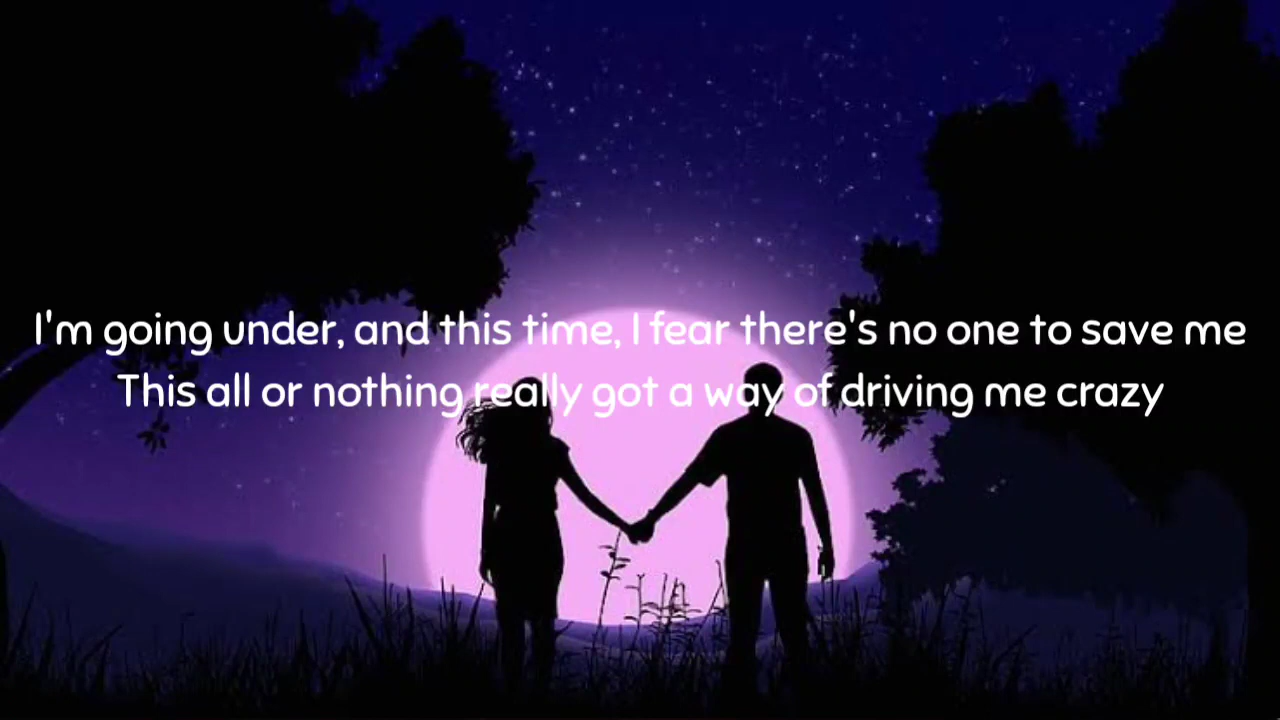 I'm going under, and this time, I fear there's no one to save me
This all or nothing really got a way of driving me crazy